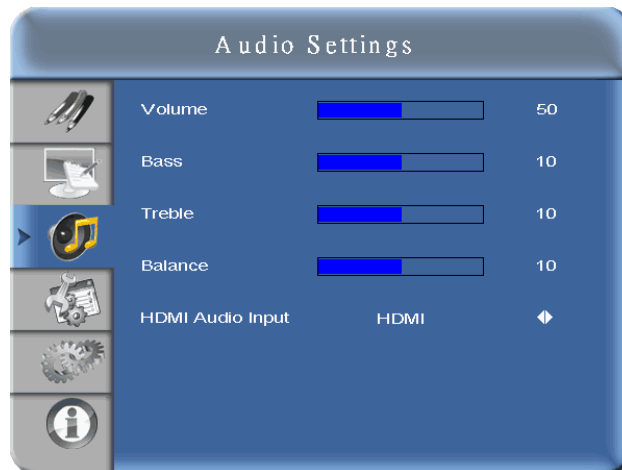 Audio Settings
Volume 50
Bass 10
Treble 10
Balance 10
HDMI Audio Input HDMI